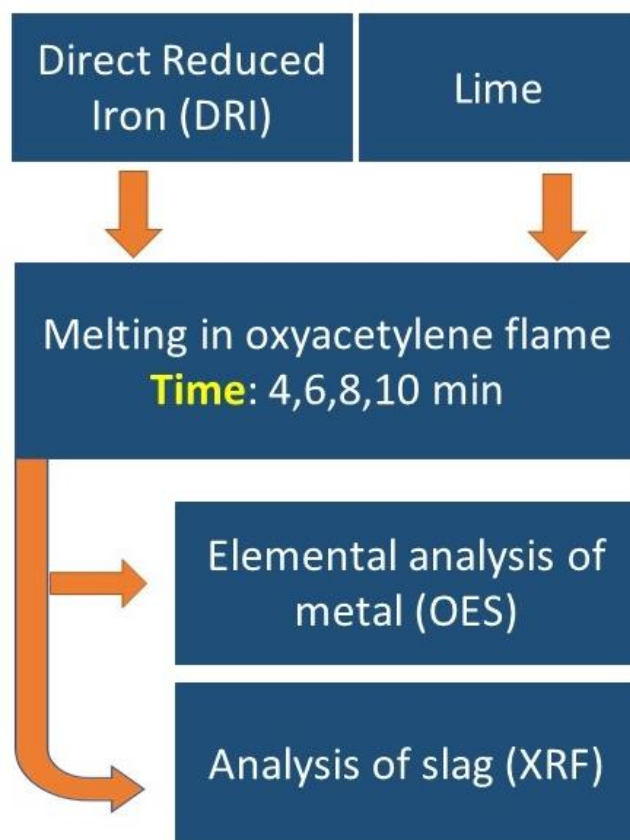 Direct Reduced
Iron (DRI)
Lime
Melting in oxyacetylene flame
Time: 4,6,8,10 min
Elemental analysis of
metal (OES)
Analysis of slag (XRF)